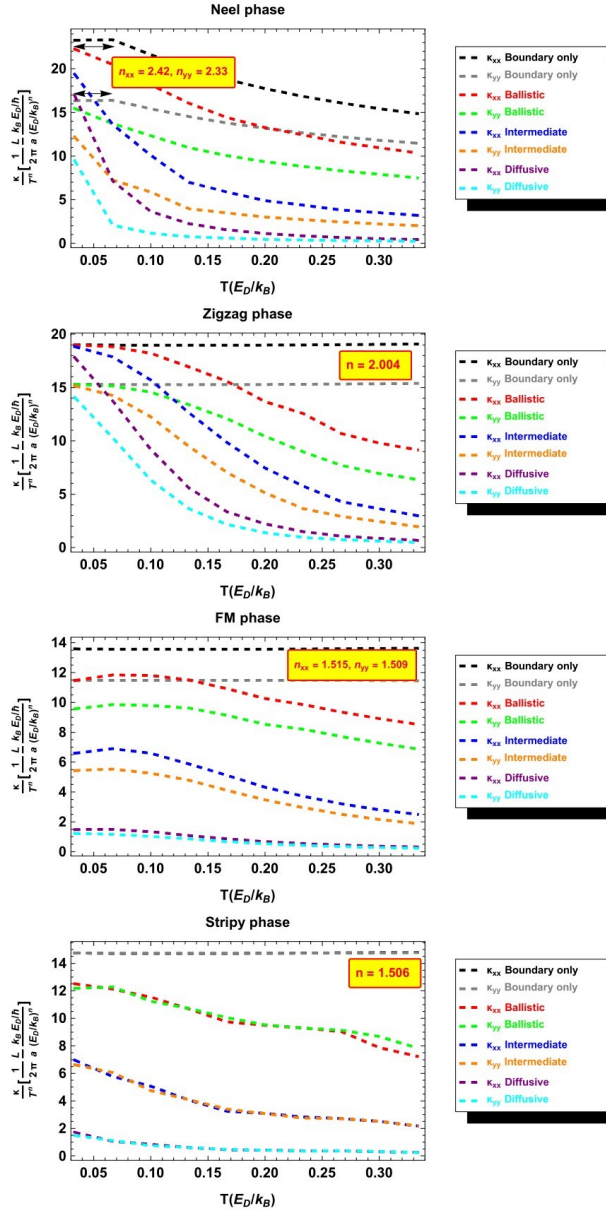 Neel phase
n_xx = 2.42, n_yy = 2.33
κ/T^n [1/2π L/a k_B E_D/h/(E_D/k_B)^n]
20
15
10
5
0
0.05 0.10 0.15 0.20 0.25 0.30
T(E_D/k_B)
κ_xx Boundary only
κ_yy Boundary only
κ_xx Ballistic
κ_yy Ballistic
κ_xx Intermediate
κ_yy Intermediate
κ_xx Diffusive
κ_yy Diffusive
Zigzag phase
n = 2.004
κ/T^n [1/2π L/a k_B E_D/h/(E_D/k_B)^n]
20
15
10
5
0
0.05 0.10 0.15 0.20 0.25 0.30
T(E_D/k_B)
κ_xx Boundary only
κ_yy Boundary only
κ_xx Ballistic
κ_yy Ballistic
κ_xx Intermediate
κ_yy Intermediate
κ_xx Diffusive
κ_yy Diffusive
FM phase
n_xx = 1.515, n_yy = 1.509
κ/T^n [1/2π L/a k_B E_D/h/(E_D/k_B)^n]
14
12
10
8
6
4
2
0
0.05 0.10 0.15 0.20 0.25 0.30
T(E_D/k_B)
κ_xx Boundary only
κ_yy Boundary only
κ_xx Ballistic
κ_yy Ballistic
κ_xx Intermediate
κ_yy Intermediate
κ_xx Diffusive
κ_yy Diffusive
Stripy phase
n = 1.506
κ/T^n [1/2π L/a k_B E_D/h/(E_D/k_B)^n]
14
12
10
8
6
4
2
0
0.05 0.10 0.15 0.20 0.25 0.30
T(E_D/k_B)
κ_xx Boundary only
κ_yy Boundary only
κ_xx Ballistic
κ_yy Ballistic
κ_xx Intermediate
κ_yy Intermediate
κ_xx Diffusive
κ_yy Diffusive